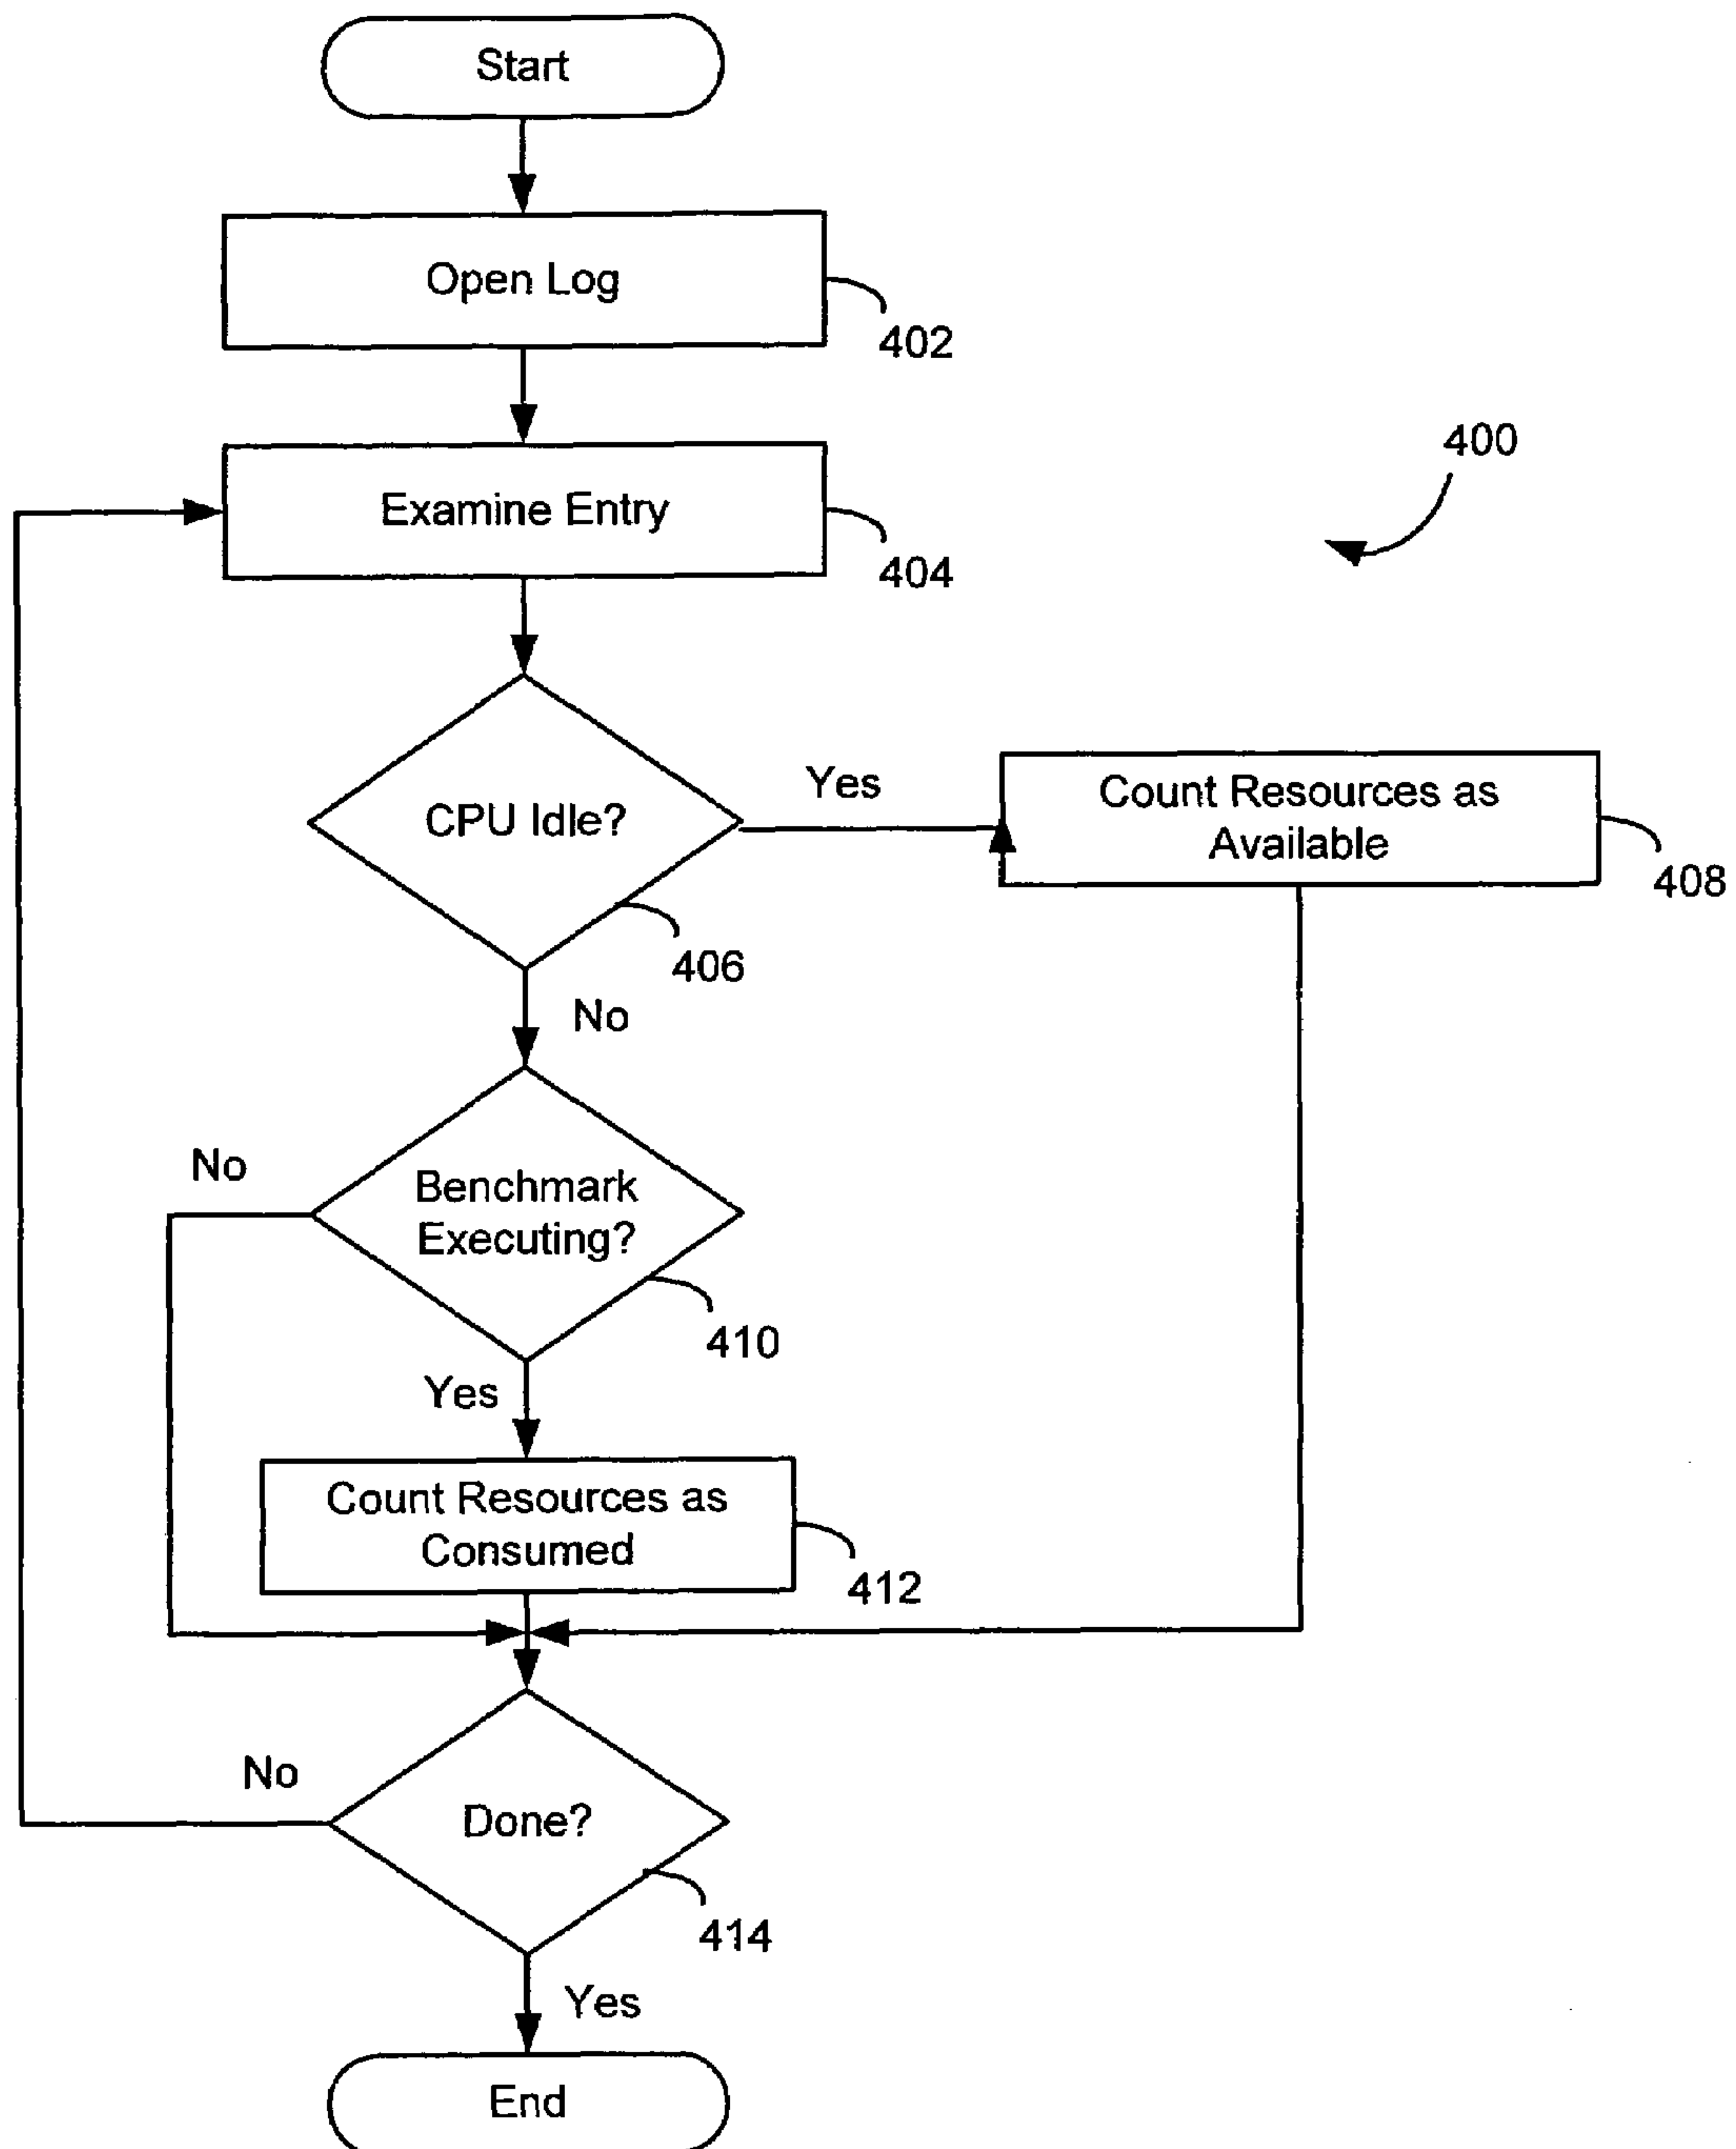 Start
Open Log
402
Examine Entry
404
400
CPU Idle?
Yes
Count Resources as
Available
408
406
No
Benchmark
Executing?
No
410
Yes
Count Resources as
Consumed
412
Done?
No
414
Yes
End